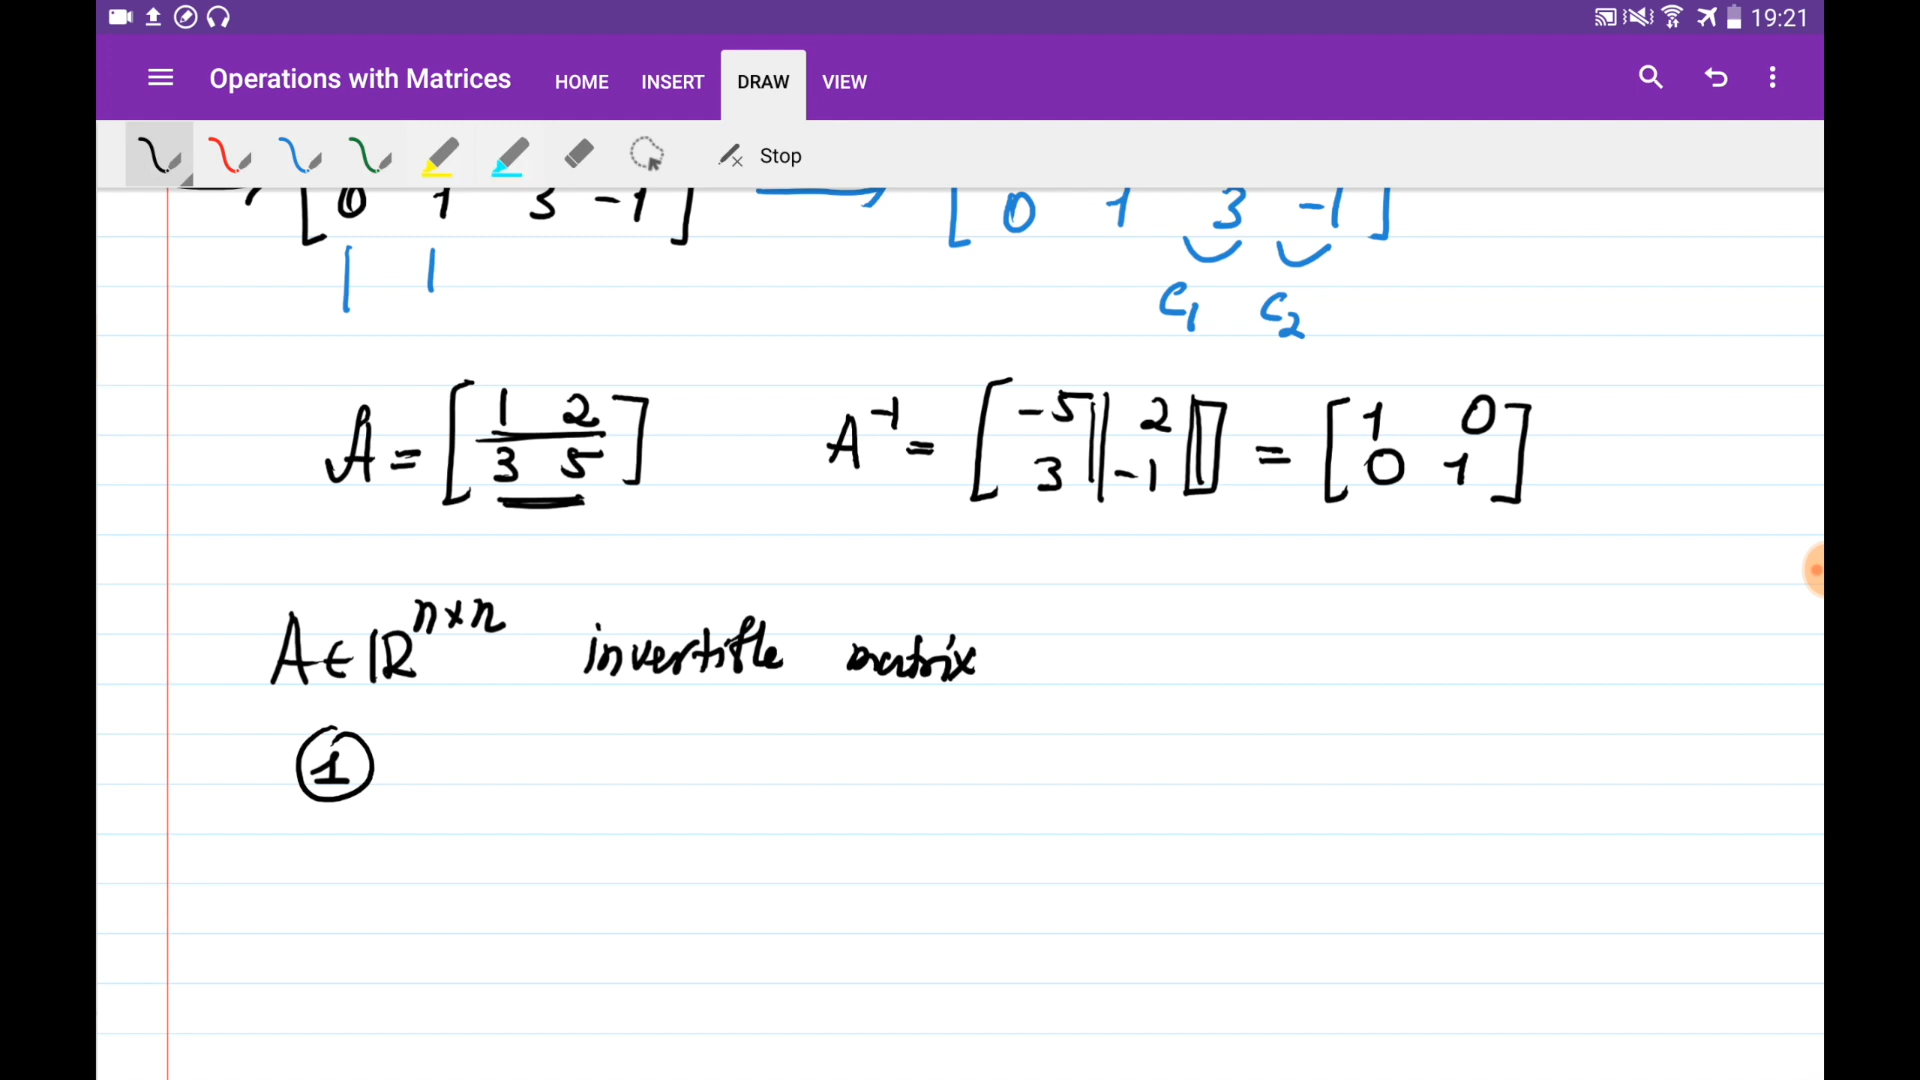 19:21
Operations with Matrices HOME INSERT DRAW VIEW
Stop
[0 1 3 -1] → [0 1 3 -1]
C1 C2
A = [1 2 A^-1 = [-5 2] = [1 0]
3 5] 3 -1 0 1
A ∈ ℝ^n×n invertible matrix
1